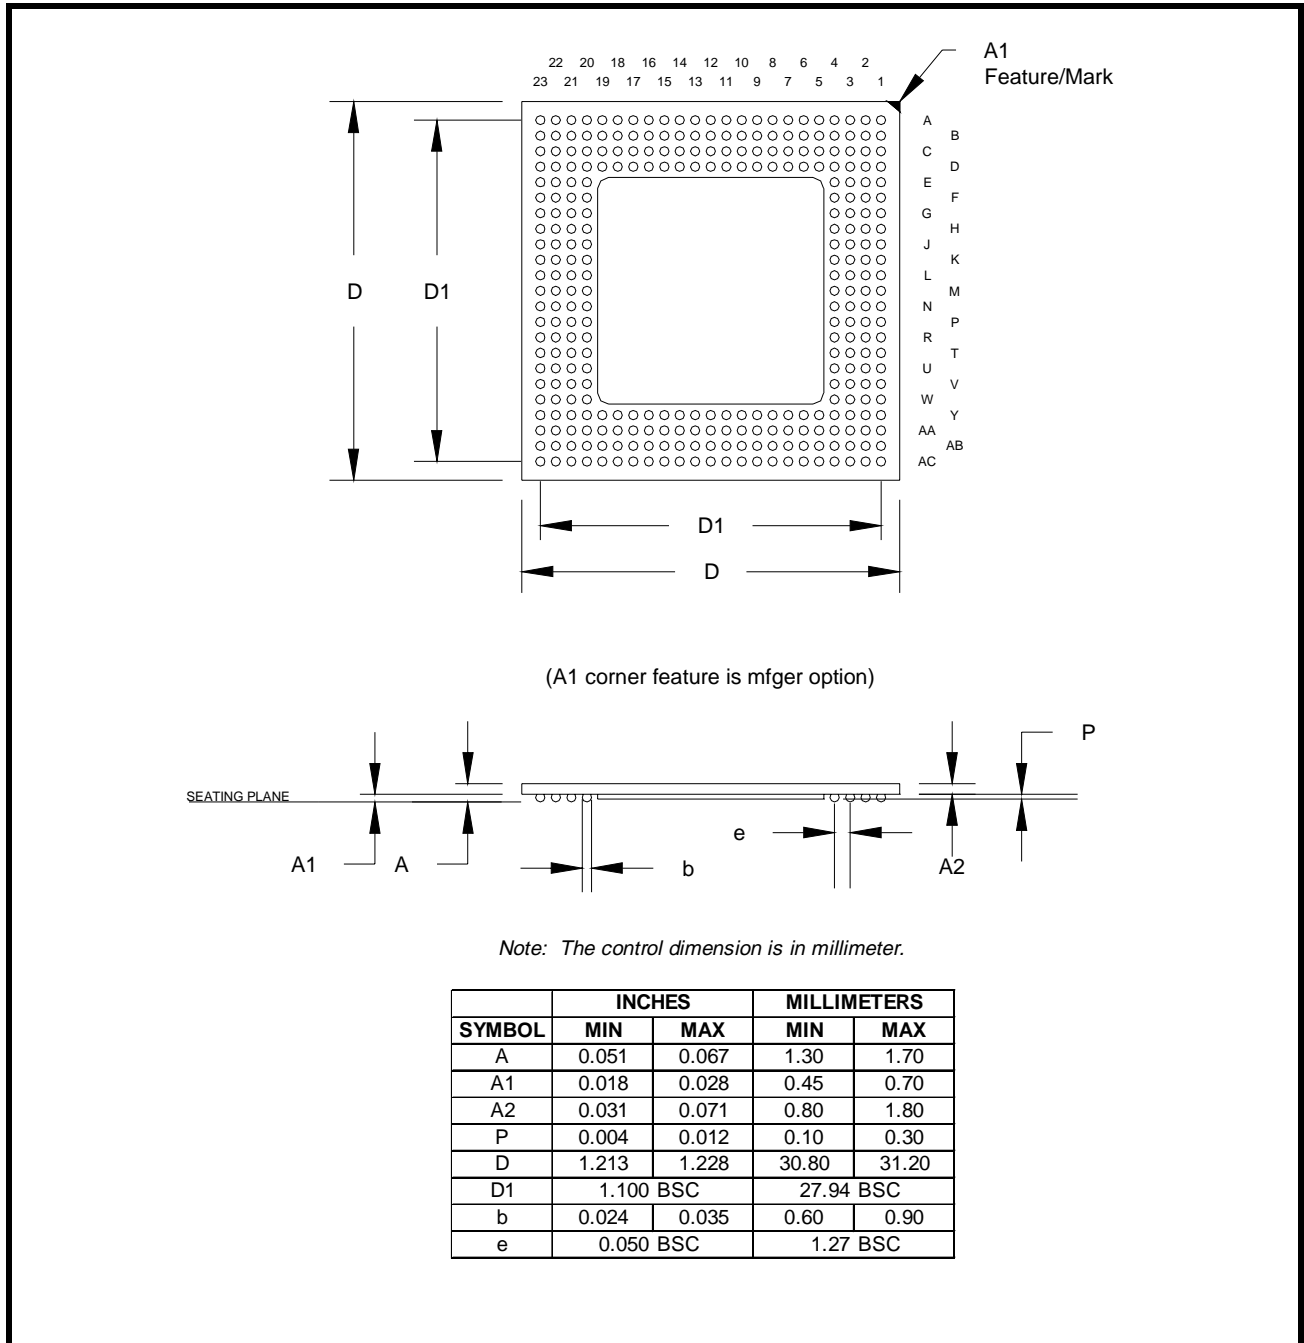 A1
Feature/Mark
22 20 18 16 14 12 10 8 6 4 2
23 21 19 17 15 13 11 9 7 5 3 1
A
B
C
D
E
F
G
H
J
K
L
M
N
P
R
T
U
V
W
Y
AA
AB
AC
D
D1
D1
D
(A1 corner feature is mfger option)
P
SEATING PLANE
e
A1
A
b
A2
Note: The control dimension is in millimeter.
INCHES MILLIMETERS
SYMBOL MIN MAX MIN MAX
A 0.051 0.067 1.30 1.70
A1 0.018 0.028 0.45 0.70
A2 0.031 0.071 0.80 1.80
P 0.004 0.012 0.10 0.30
D 1.213 1.228 30.80 31.20
D1 1.100 BSC 27.94 BSC
b 0.024 0.035 0.60 0.90
e 0.050 BSC 1.27 BSC